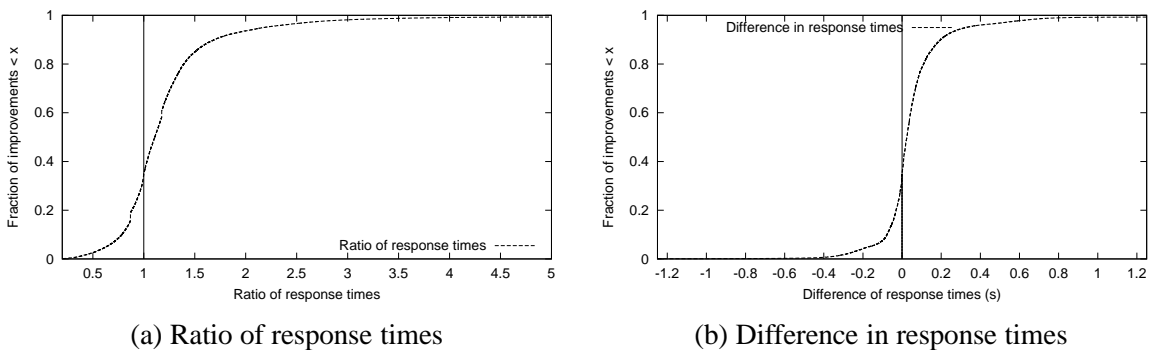 Fraction of improvements < x
1
0.8
0.6
0.4
0.2
0
Ratio of response times
0.5 1 1.5 2 2.5 3 3.5 4 4.5 5
Ratio of response times
(a) Ratio of response times
Fraction of improvements < x
Difference in response times
1
0.8
0.6
0.4
0.2
0
-1.2 -1 -0.8 -0.6 -0.4 -0.2 0 0.2 0.4 0.6 0.8 1 1.2
Difference of response times (s)
(b) Difference in response times